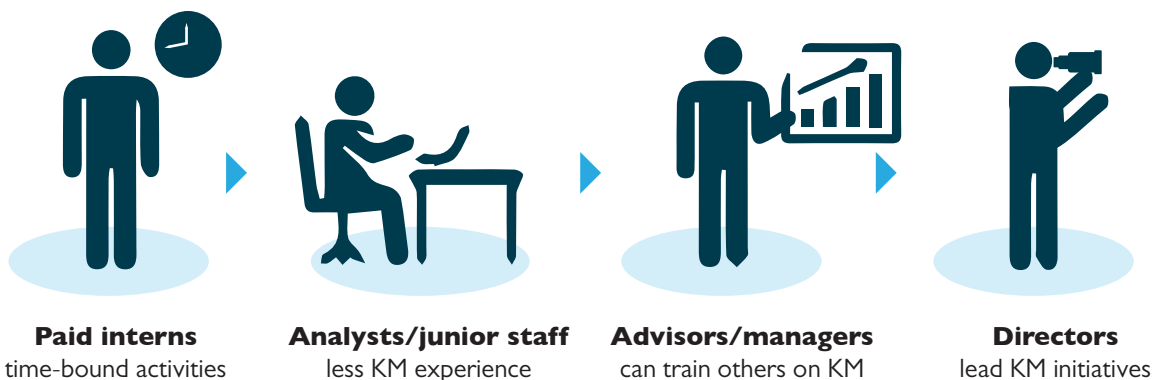 Paid interns
time-bound activities
Analysts/junior staff
less KM experience
Advisors/managers
can train others on KM
Directors
lead KM initiatives